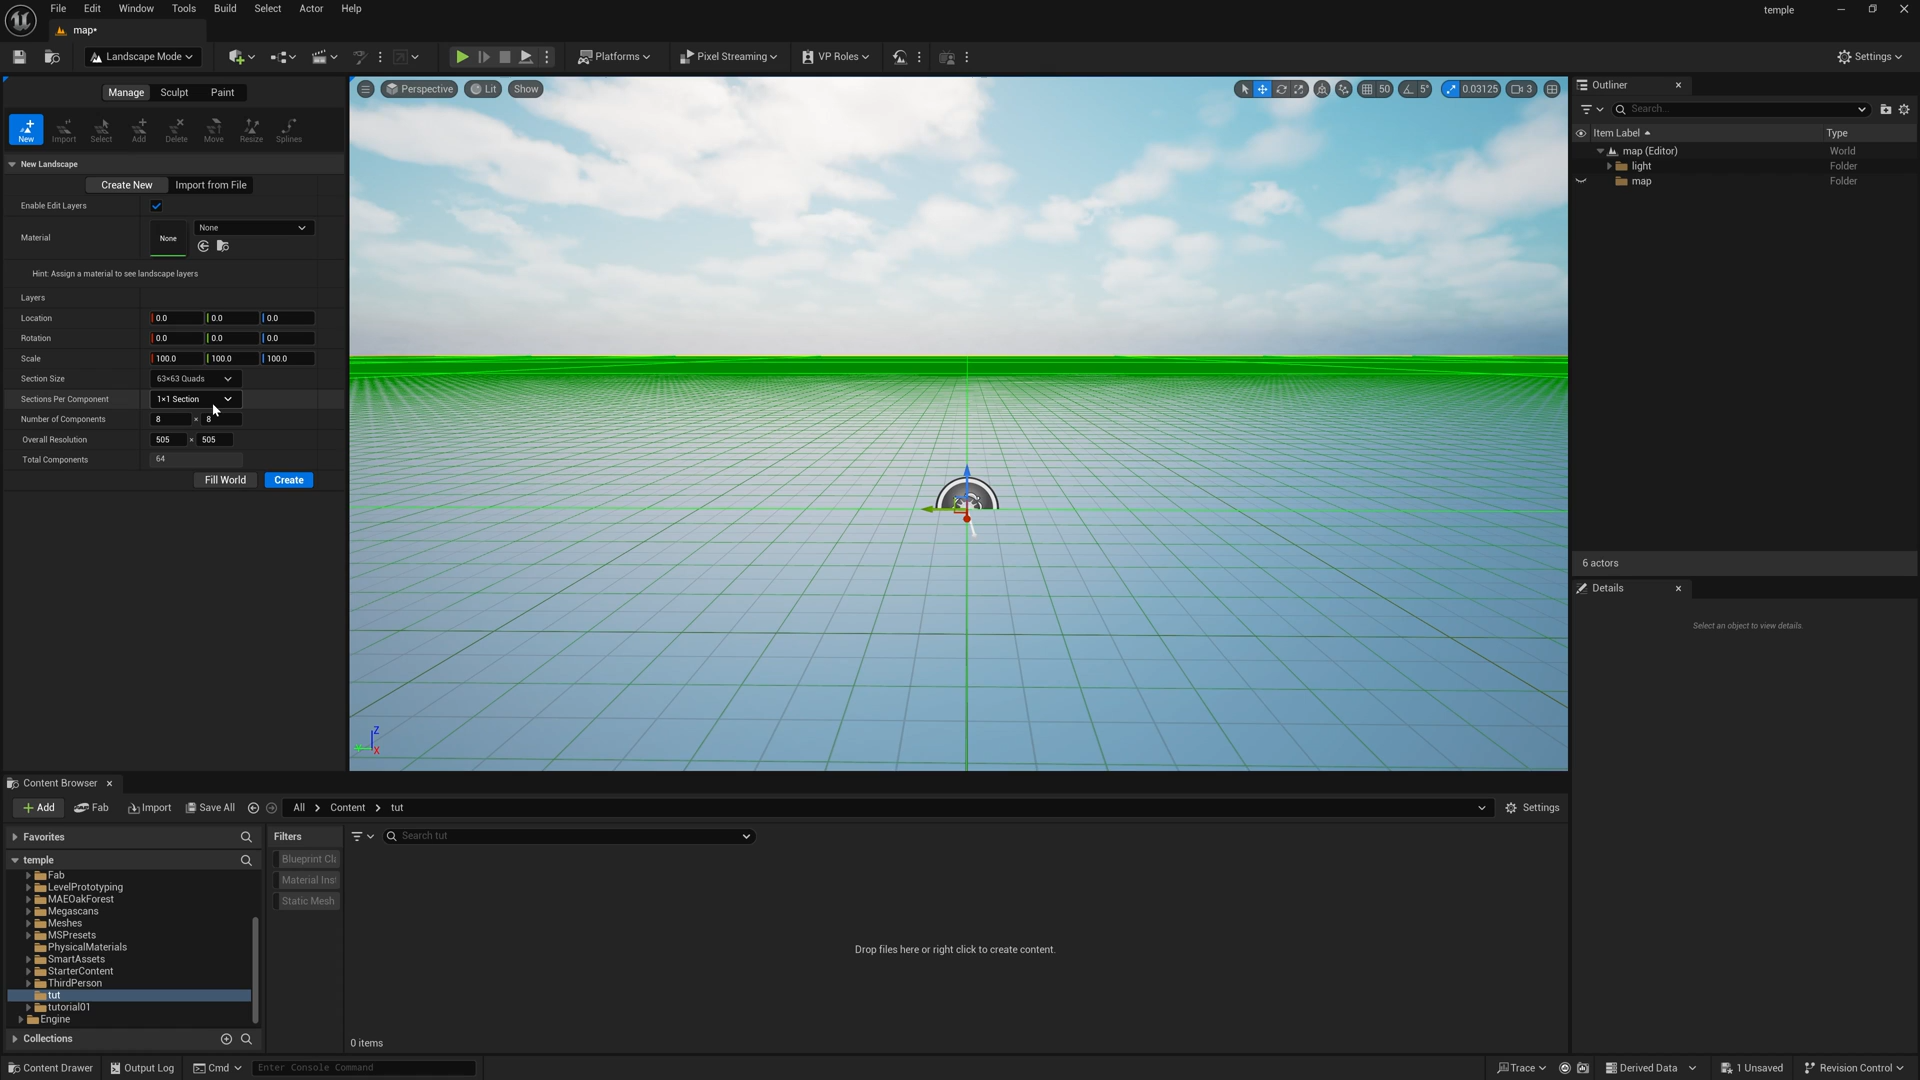 File Edit Window Tools Build Select Actor Help
temple
map•
Landscape Mode
Platforms
Pixel Streaming
VP Roles
Settings
Manage Sculpt Paint
New Import Select Add Delete Move Resize Splines
New Landscape
Create New Import from File
Enable Edit Layers
Material None None
Hint: Assign a material to see landscape layers
Layers
Location 0.0 0.0 0.0
Rotation 0.0 0.0 0.0
Scale 100.0 100.0 100.0
Section Size 63×63 Quads
Sections Per Component 1×1 Section
Number of Components 8 × 8
Overall Resolution 505 × 505
Total Components 64
Fill World Create
Perspective Lit Show
50 5° 0.03125 3
Z
X
Outliner
Search...
Item Label Type
map (Editor) World
light Folder
map Folder
6 actors
Details
Select an object to view details.
Content Browser
Add Fab Import Save All All > Content > tut
Settings
Favorites
temple
Fab
LevelPrototyping
MAEOakForest
Megascans
Meshes
MSPresets
PhysicalMaterials
SmartAssets
StarterContent
ThirdPerson
tut
tutorial01
Engine
Collections
Filters
Blueprint Cla
Material Ins
Static Mesh
Search tut
Drop files here or right click to create content.
0 items
Content Drawer Output Log Cmd Enter Console Command
Trace Derived Data 1 Unsaved Revision Control